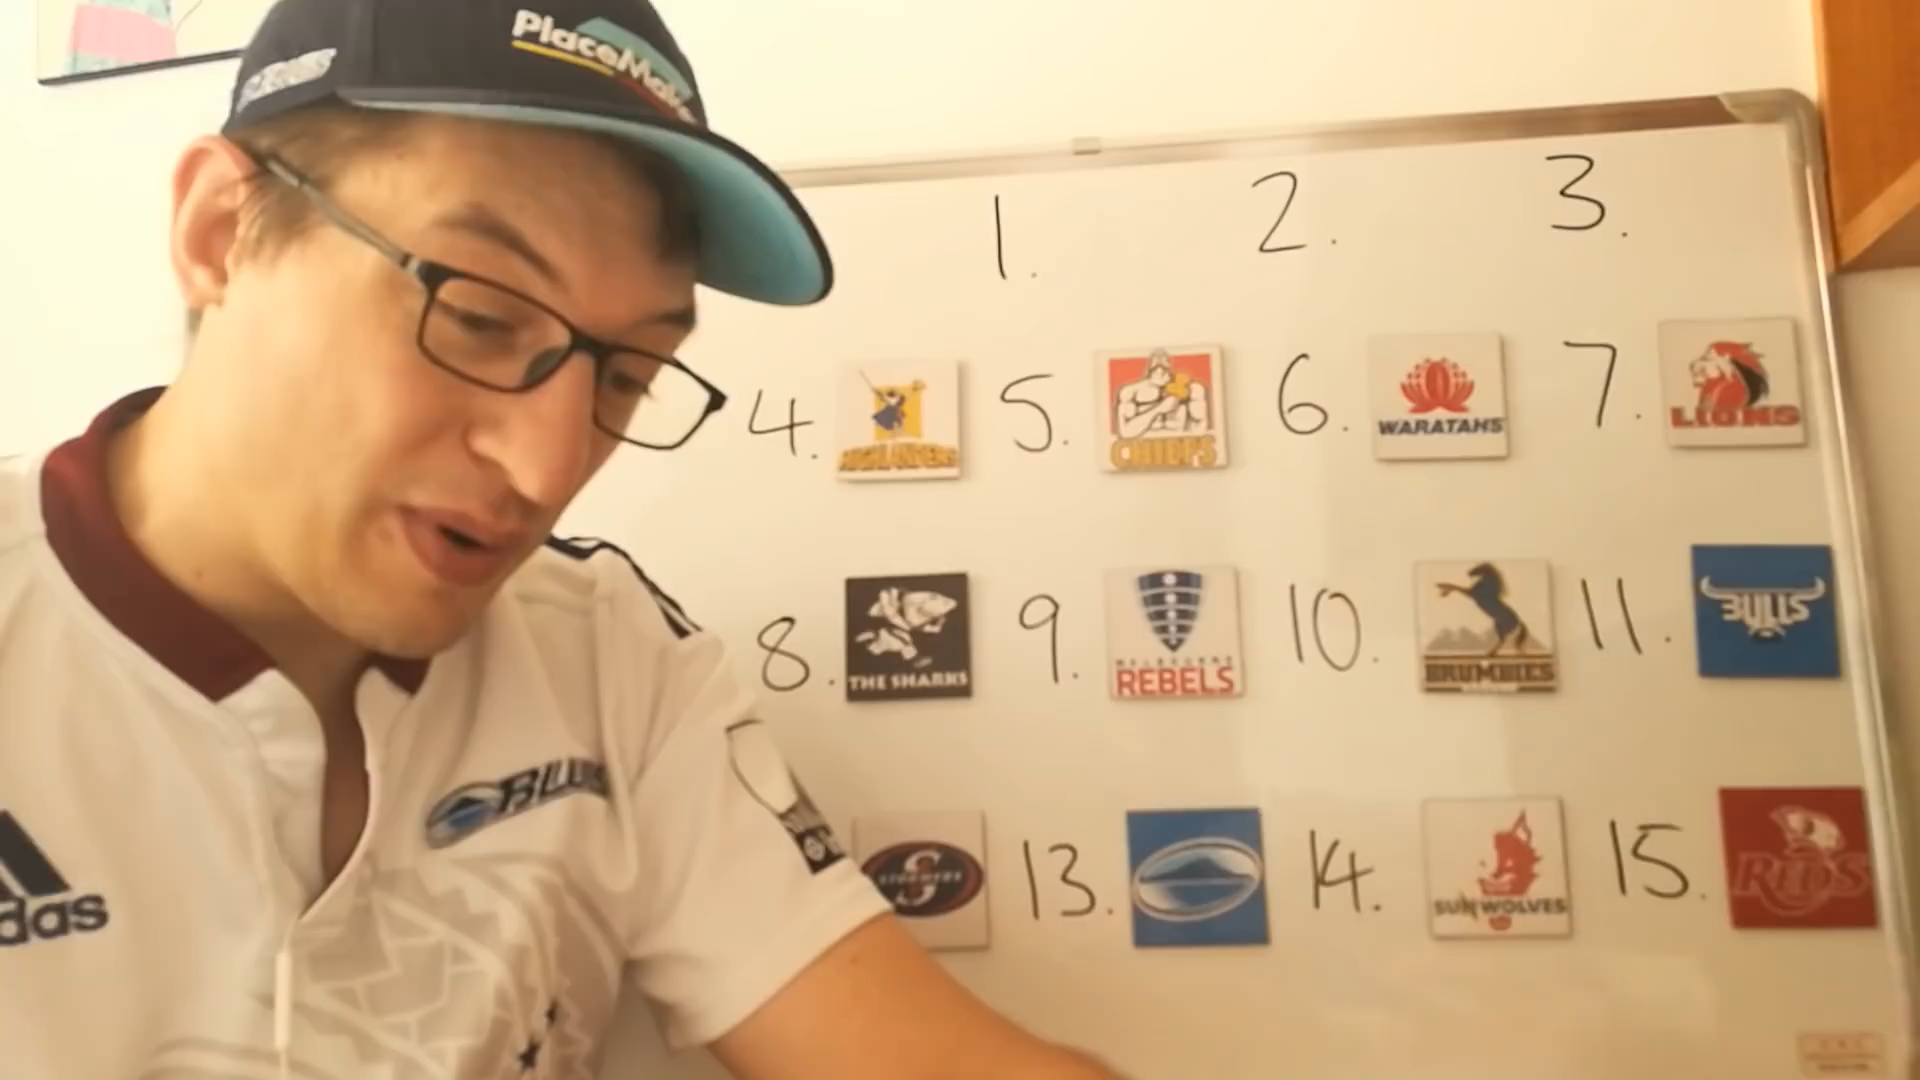 PlaceMak
1. 2. 3.
4. HIGHLANDERS 5. CHIEFS 6. WARATAHS 7. LIONS
8. THE SHARKS 9. MELBOURNE REBELS 10. BRUMBIES 11. BULLS
STORMERS 13. 14. SUNWOLVES 15. REDS
BLUES
das